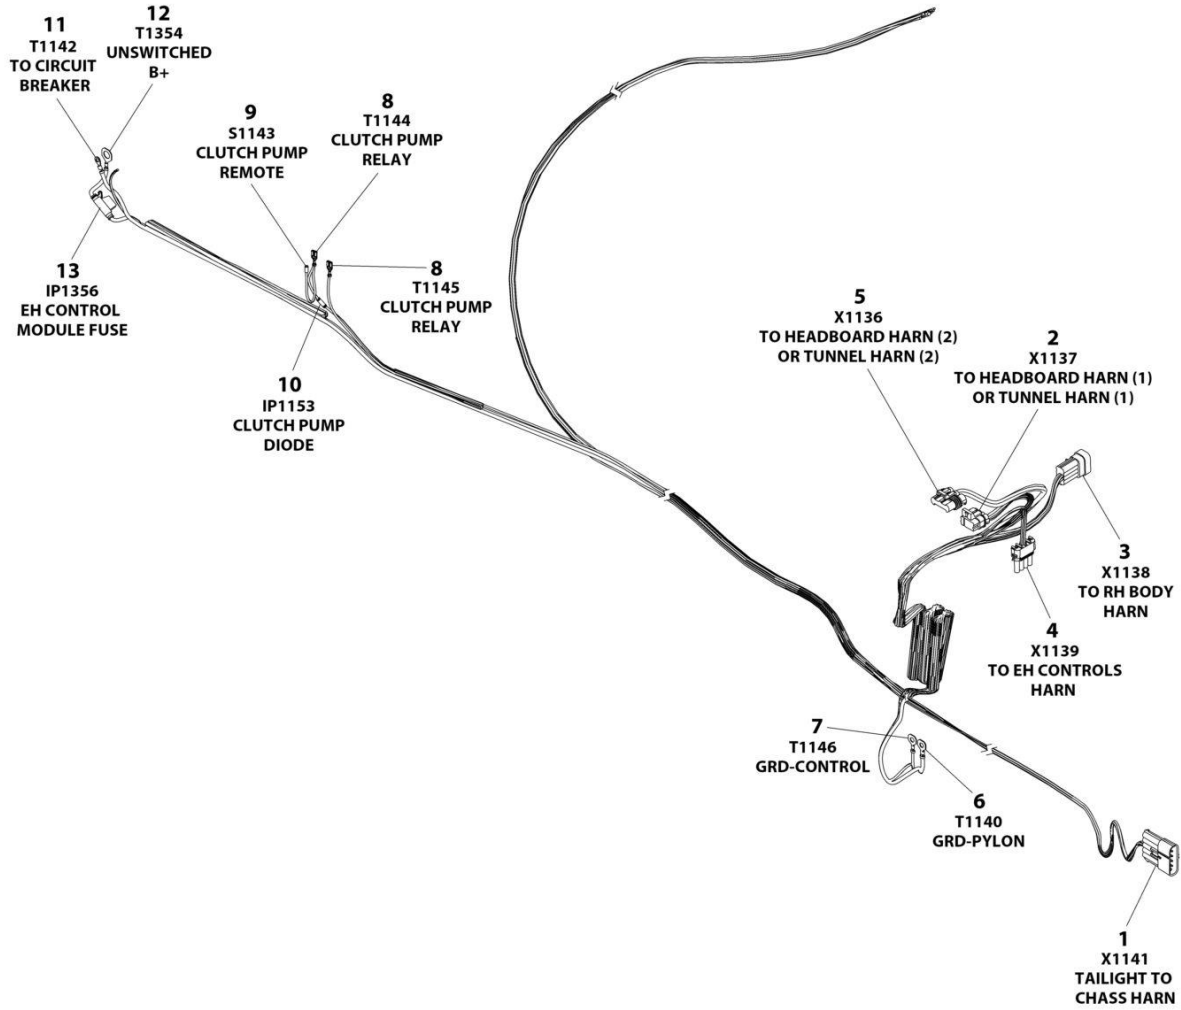 11
T1142
TO CIRCUIT
BREAKER
12
T1354
UNSWITCHED
B+
9
S1143
CLUTCH PUMP
REMOTE
8
T1144
CLUTCH PUMP
RELAY
13
IP1356
EH CONTROL
MODULE FUSE
8
T1145
CLUTCH PUMP
RELAY
10
IP1153
CLUTCH PUMP
DIODE
5
X1136
TO HEADBOARD HARN (2)
OR TUNNEL HARN (2)
2
X1137
TO HEADBOARD HARN (1)
OR TUNNEL HARN (1)
3
X1138
TO RH BODY
HARN
4
X1139
TO EH CONTROLS
HARN
7
T1146
GRD-CONTROL
6
T1140
GRD-PYLON
1
X1141
TAILIGHT TO
CHASS HARN